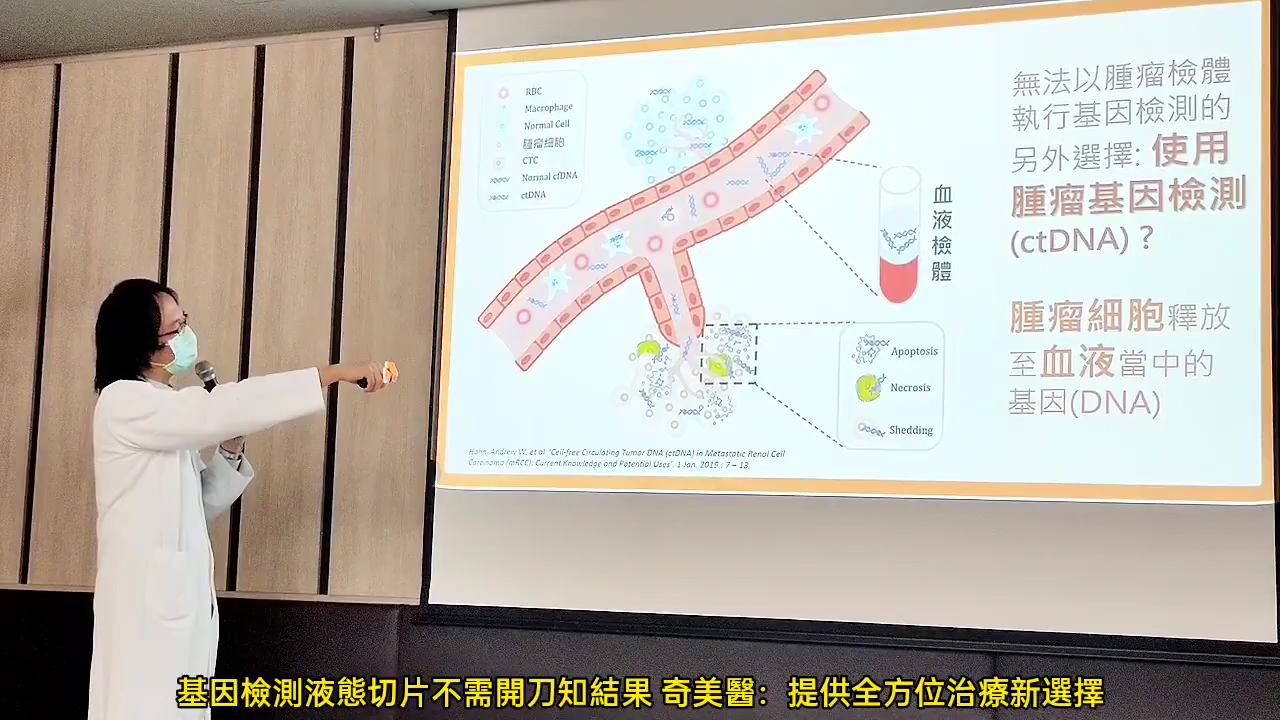 RBC
Macrophage
Normal Cell
腫瘤細胞
CTC
Normal cfDNA
ctDNA
血液檢體
無法以腫瘤檢體
執行基因檢測的
另外選擇: 使用
腫瘤基因檢測
(ctDNA) ?
腫瘤細胞釋放
至血液當中的
基因(DNA)
Apoptosis
Necrosis
Shedding
Hahn, Andrew W. et al. 'Cell-free Circulating Tumor DNA (ctDNA) in Metastatic Renal Cell
Carcinoma (mRCC): Current Knowledge and Potential Uses'. 1 Jan. 2019 : 7 – 13.
基因檢測液態切片不需開刀知結果 奇美醫：提供全方位治療新選擇